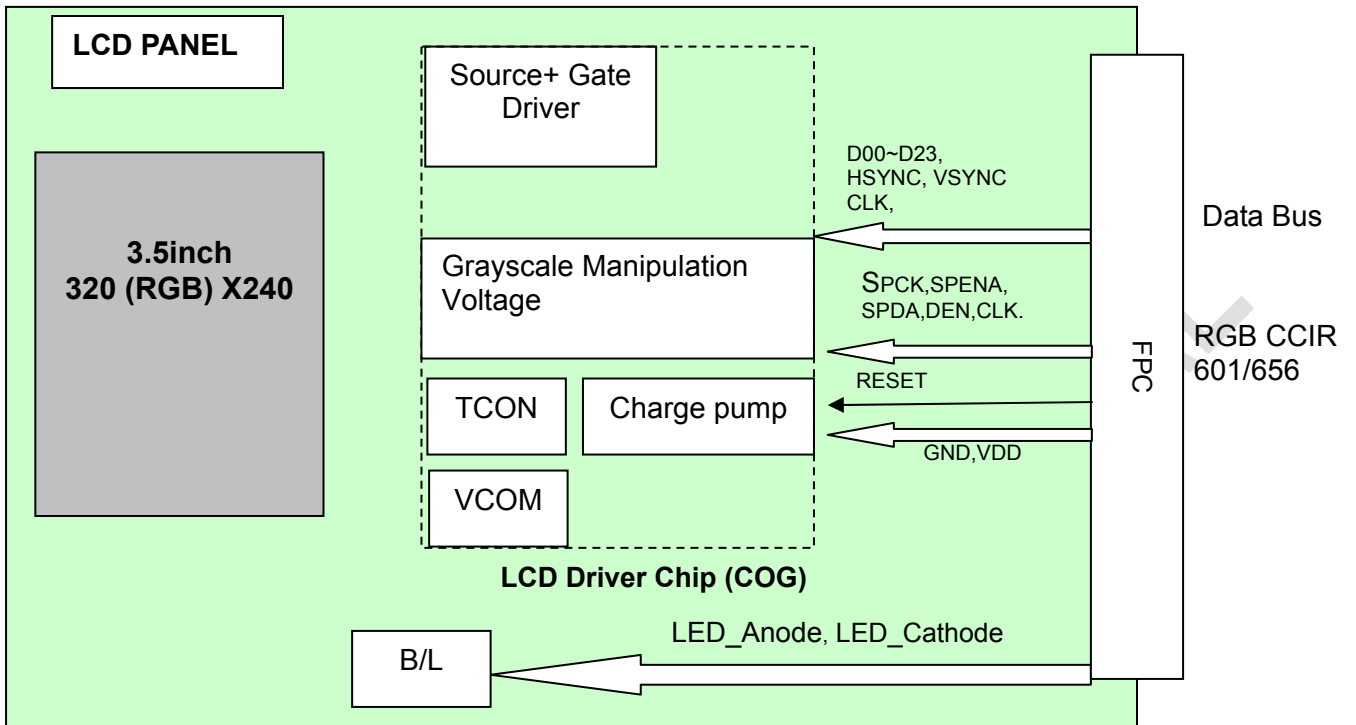 LCD PANEL
Source+ Gate
Driver
D00~D23,
HSYNC, VSYNC
CLK,
Data Bus
3.5inch
320 (RGB) X240
Grayscale Manipulation
Voltage
SPCK,SPENA,
SPDA,DEN,CLK.
FPC
RGB CCIR
601/656
RESET
TCON
Charge pump
GND,VDD
VCOM
LCD Driver Chip (COG)
LED_Anode, LED_Cathode
B/L